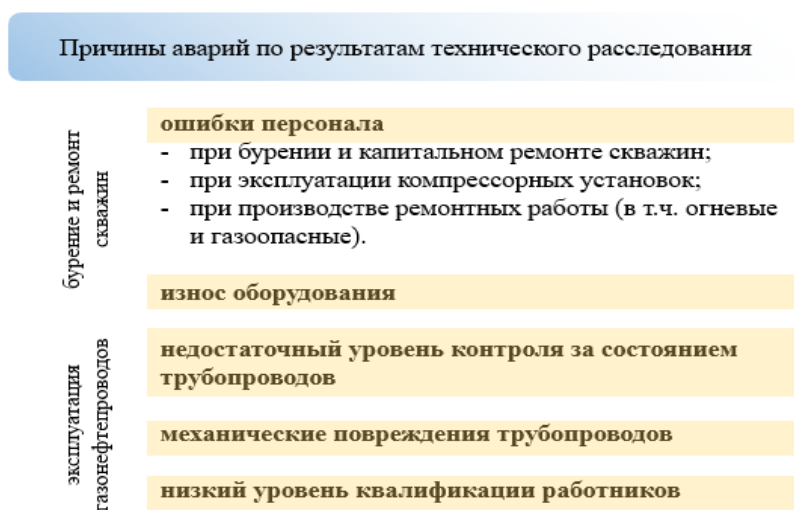 Причины аварий по результатам технического расследования
бурение и ремонт
скважин
ошибки персонала
- при бурении и капитальном ремонте скважин;
- при эксплуатации компрессорных установок;
- при производстве ремонтных работы (в т.ч. огневые
и газоопасные).
износ оборудования
эксплуатация
газонефтепроводов
недостаточный уровень контроля за состоянием
трубопроводов
механические повреждения трубопроводов
низкий уровень квалификации работников